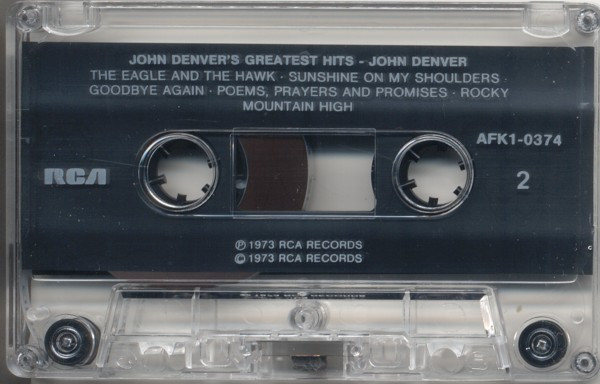 JOHN DENVER'S GREATEST HITS - JOHN DENVER
THE EAGLE AND THE HAWK · SUNSHINE ON MY SHOULDERS ·
GOODBYE AGAIN · POEMS, PRAYERS AND PROMISES · ROCKY
MOUNTAIN HIGH
AFK1-0374
RCA
2
℗ 1973 RCA RECORDS
© 1973 RCA RECORDS